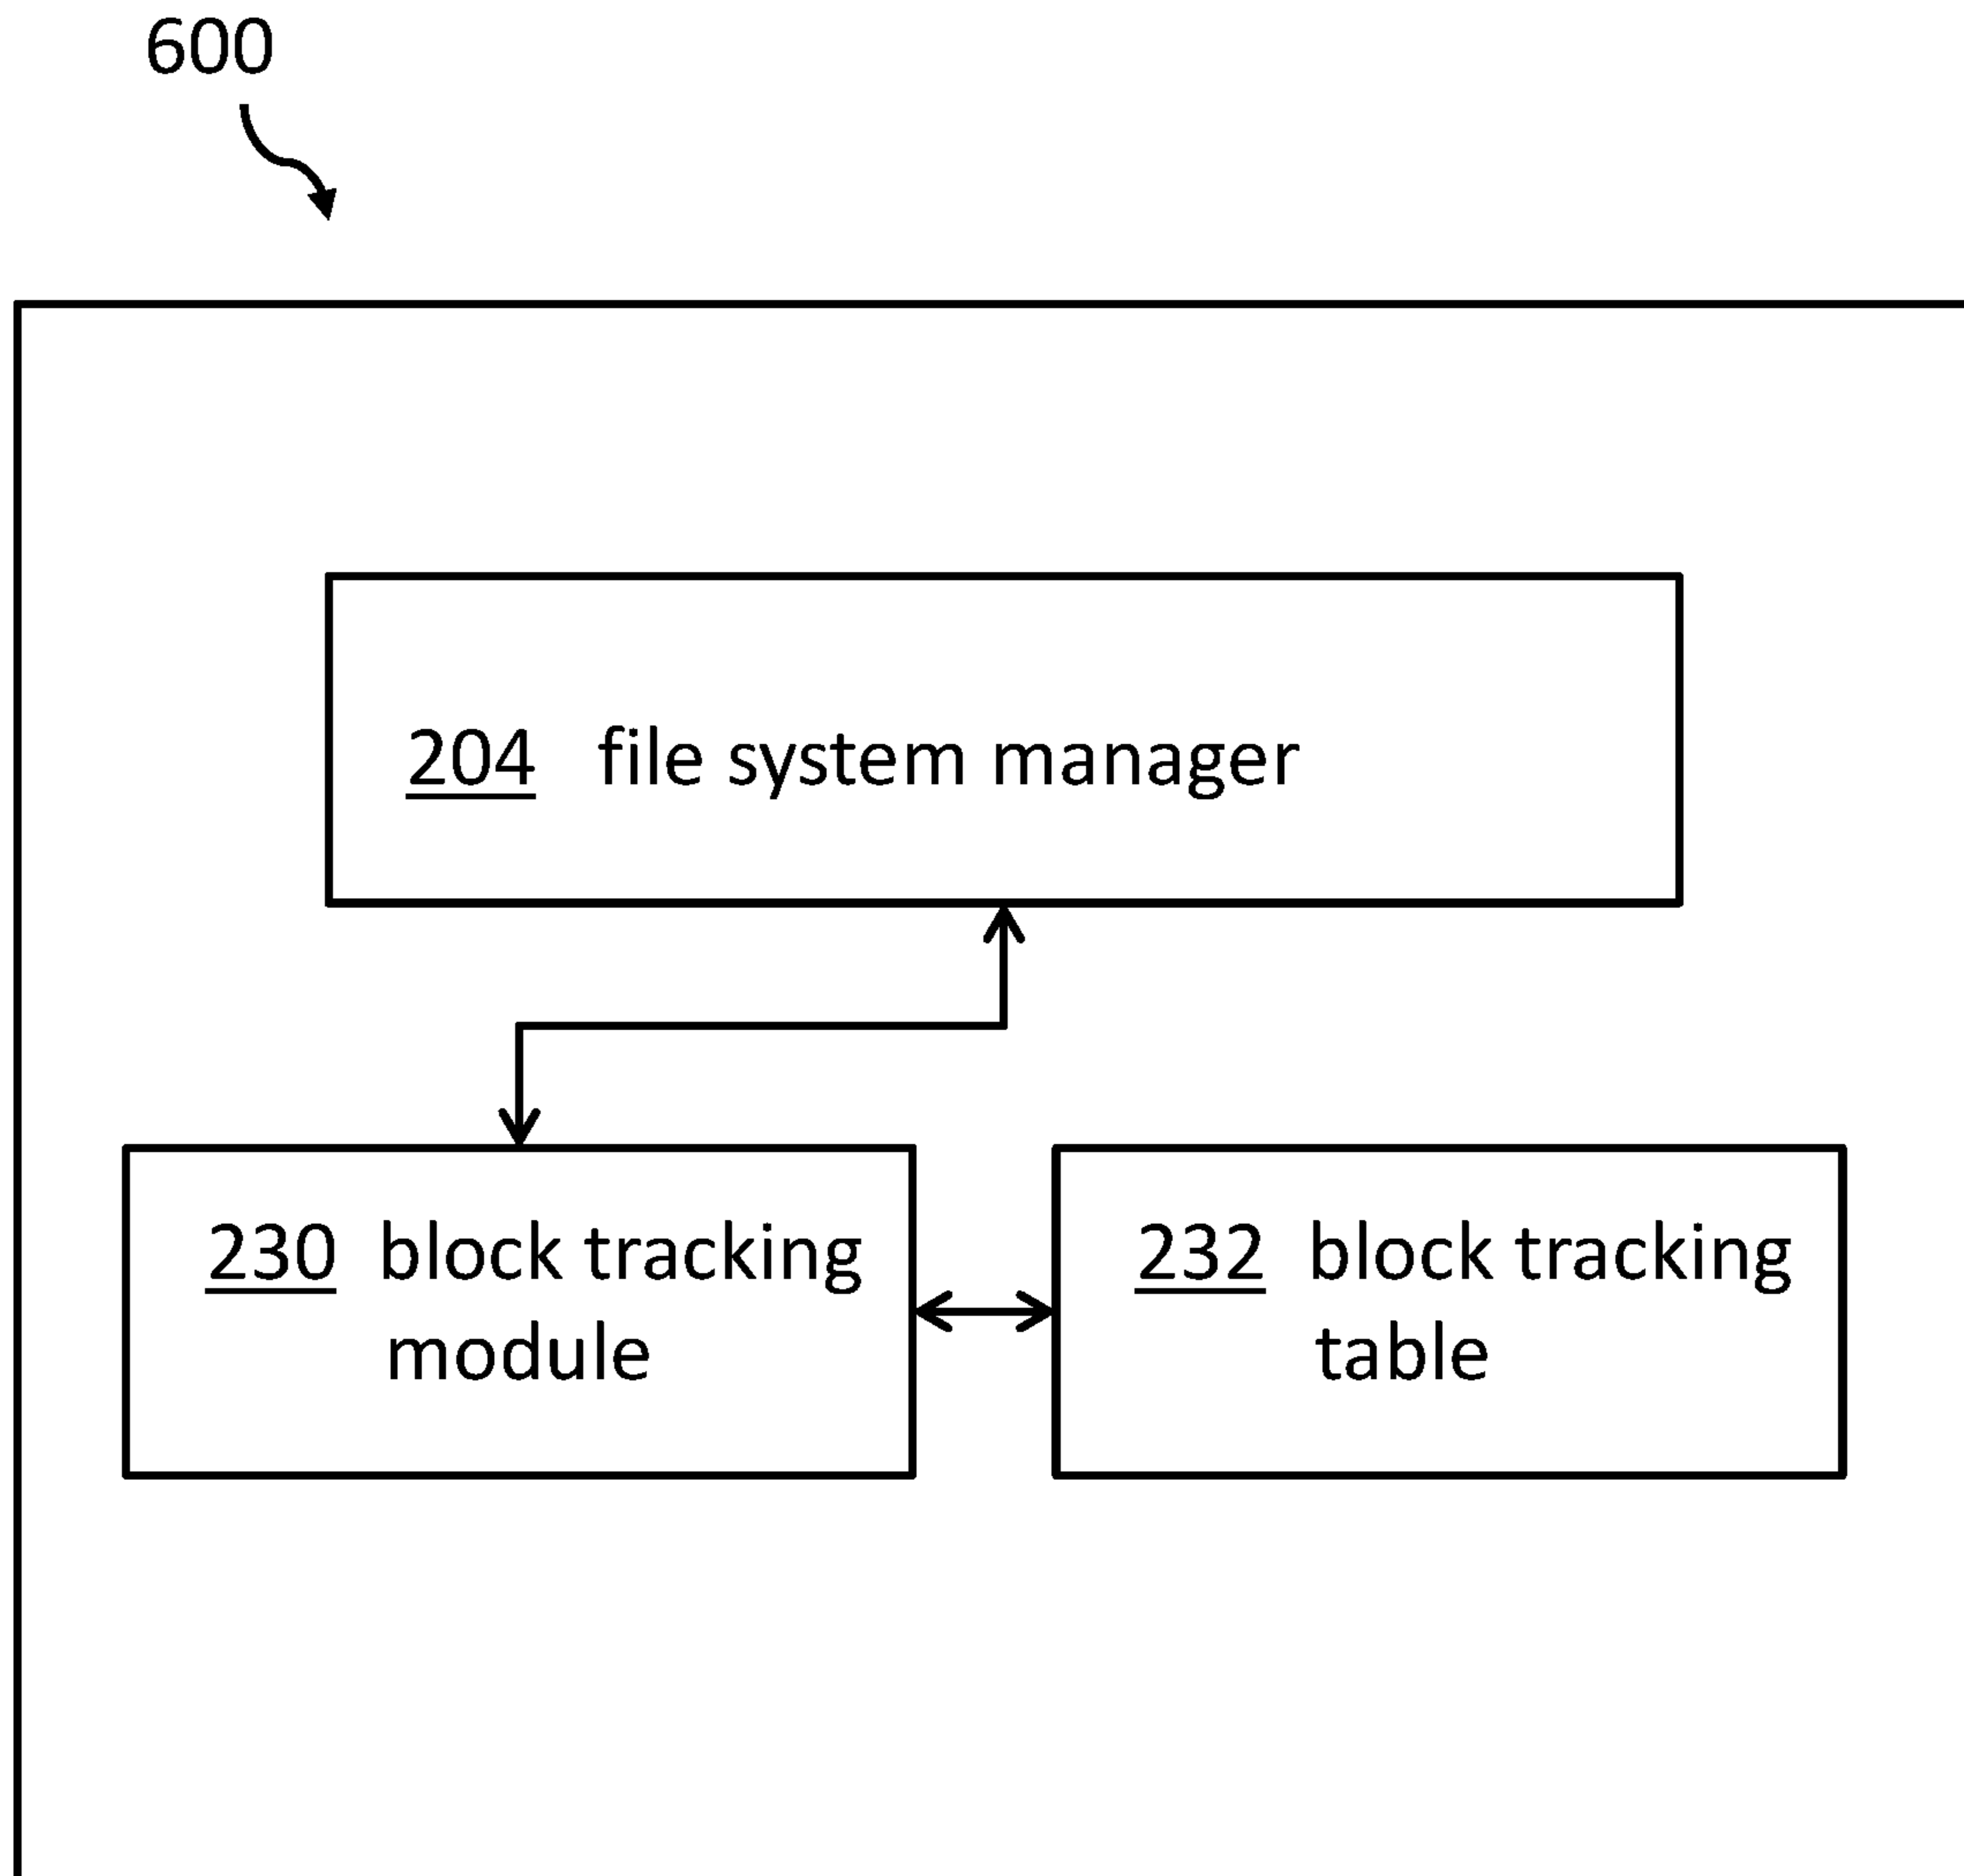 600
204 file system manager
230 block tracking
module
232 block tracking
table